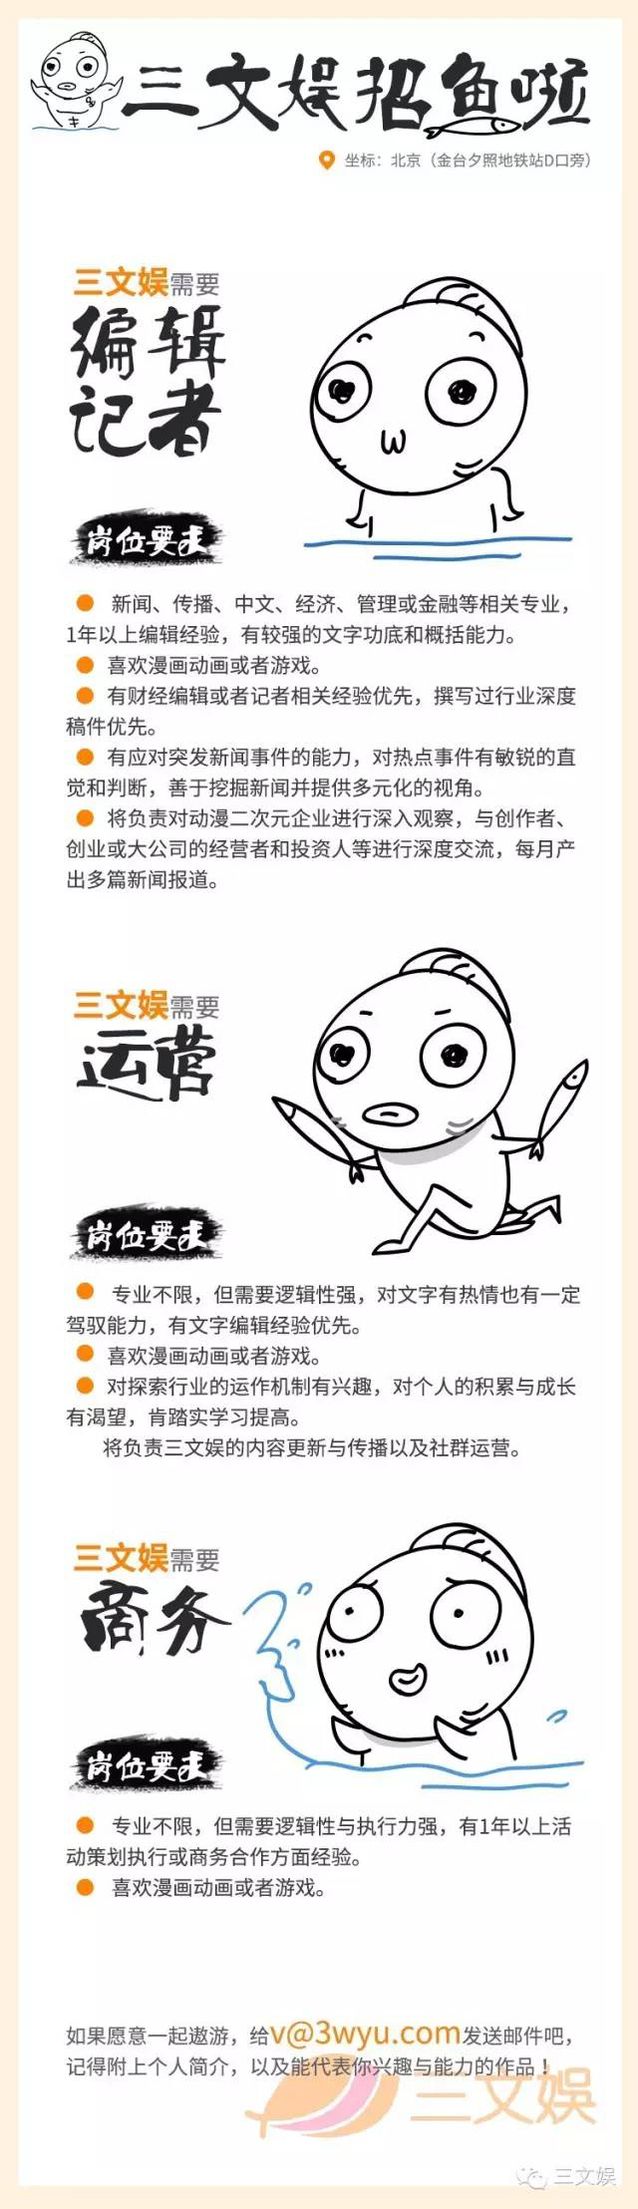 三文娱招鱼啦
坐标：北京（金台夕照地铁站D口旁）
三文娱需要
编辑
记者
岗位要求
新闻、传播、中文、经济、管理或金融等相关专业，
1年以上编辑经验，有较强的文字功底和概括能力。
喜欢漫画动画或者游戏。
有财经编辑或者记者相关经验优先，撰写过行业深度
稿件优先。
有应对突发新闻事件的能力，对热点事件有敏锐的直
觉和判断，善于挖掘新闻并提供多元化的视角。
将负责对动漫二次元企业进行深入观察，与创作者、
创业或大公司的经营者和投资人等进行深度交流，每月产
出多篇新闻报道。
三文娱需要
运营
岗位要求
专业不限，但需要逻辑性强，对文字有热情也有一定
驾驭能力，有文字编辑经验优先。
喜欢漫画动画或者游戏。
对探索行业的运作机制有兴趣，对个人的积累与成长
有渴望，肯踏实学习提高。
将负责三文娱的内容更新与传播以及社群运营。
三文娱需要
商务
岗位要求
专业不限，但需要逻辑性与执行力强，有1年以上活
动策划执行或商务合作方面经验。
喜欢漫画动画或者游戏。
如果愿意一起遨游，给v@3wyu.com发送邮件吧，
记得附上个人简介，以及能代表你兴趣与能力的作品！
三文娱
三文娱